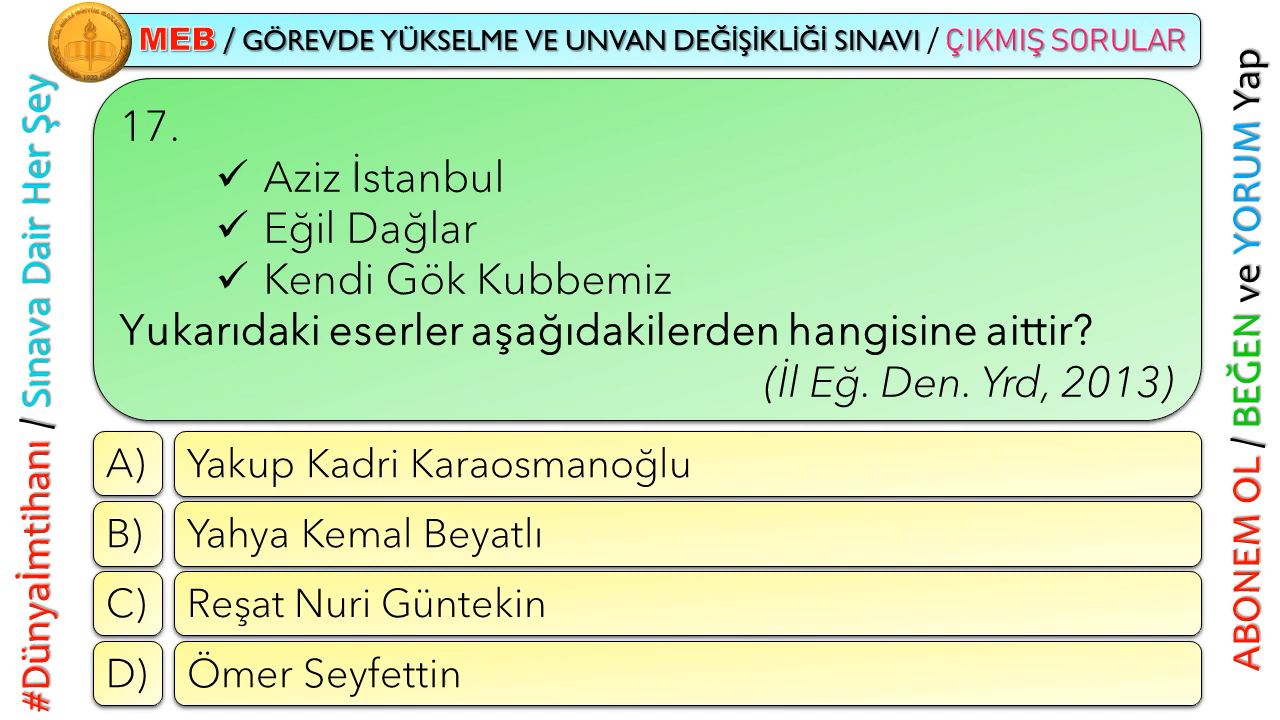 MEB / GÖREVDE YÜKSELME VE UNVAN DEĞİŞİKLİĞİ SINAVI / ÇIKMIŞ SORULAR
17.
✓ Aziz İstanbul
✓ Eğil Dağlar
✓ Kendi Gök Kubbemiz
Yukarıdaki eserler aşağıdakilerden hangisine aittir?
(İl Eğ. Den. Yrd, 2013)
A) Yakup Kadri Karaosmanoğlu
B) Yahya Kemal Beyatlı
C) Reşat Nuri Güntekin
D) Ömer Seyfettin
#Dünyaimtihanı / Sınava Dair Her Şey
ABONEM OL / BEĞEN ve YORUM Yap